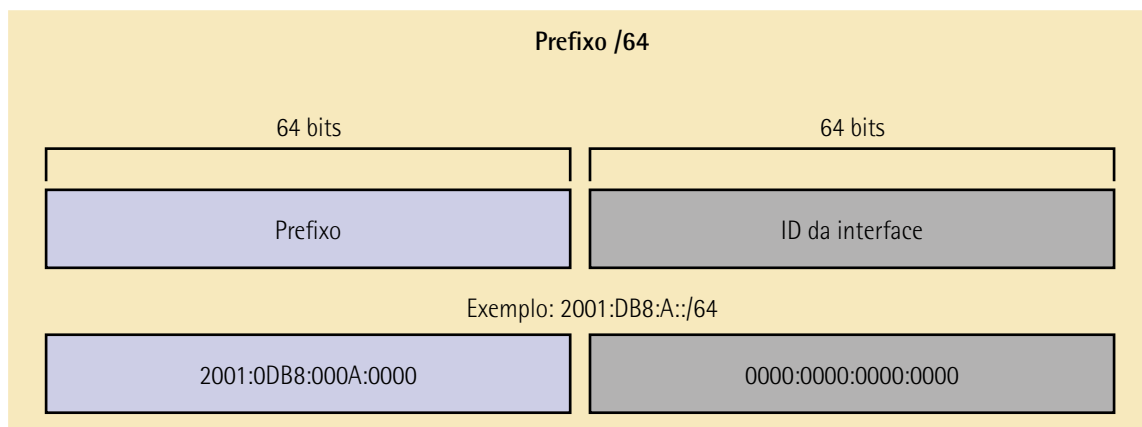 Prefixo /64
64 bits 64 bits
Prefixo ID da interface
Exemplo: 2001:DB8:A::/64
2001:0DB8:000A:0000 0000:0000:0000:0000